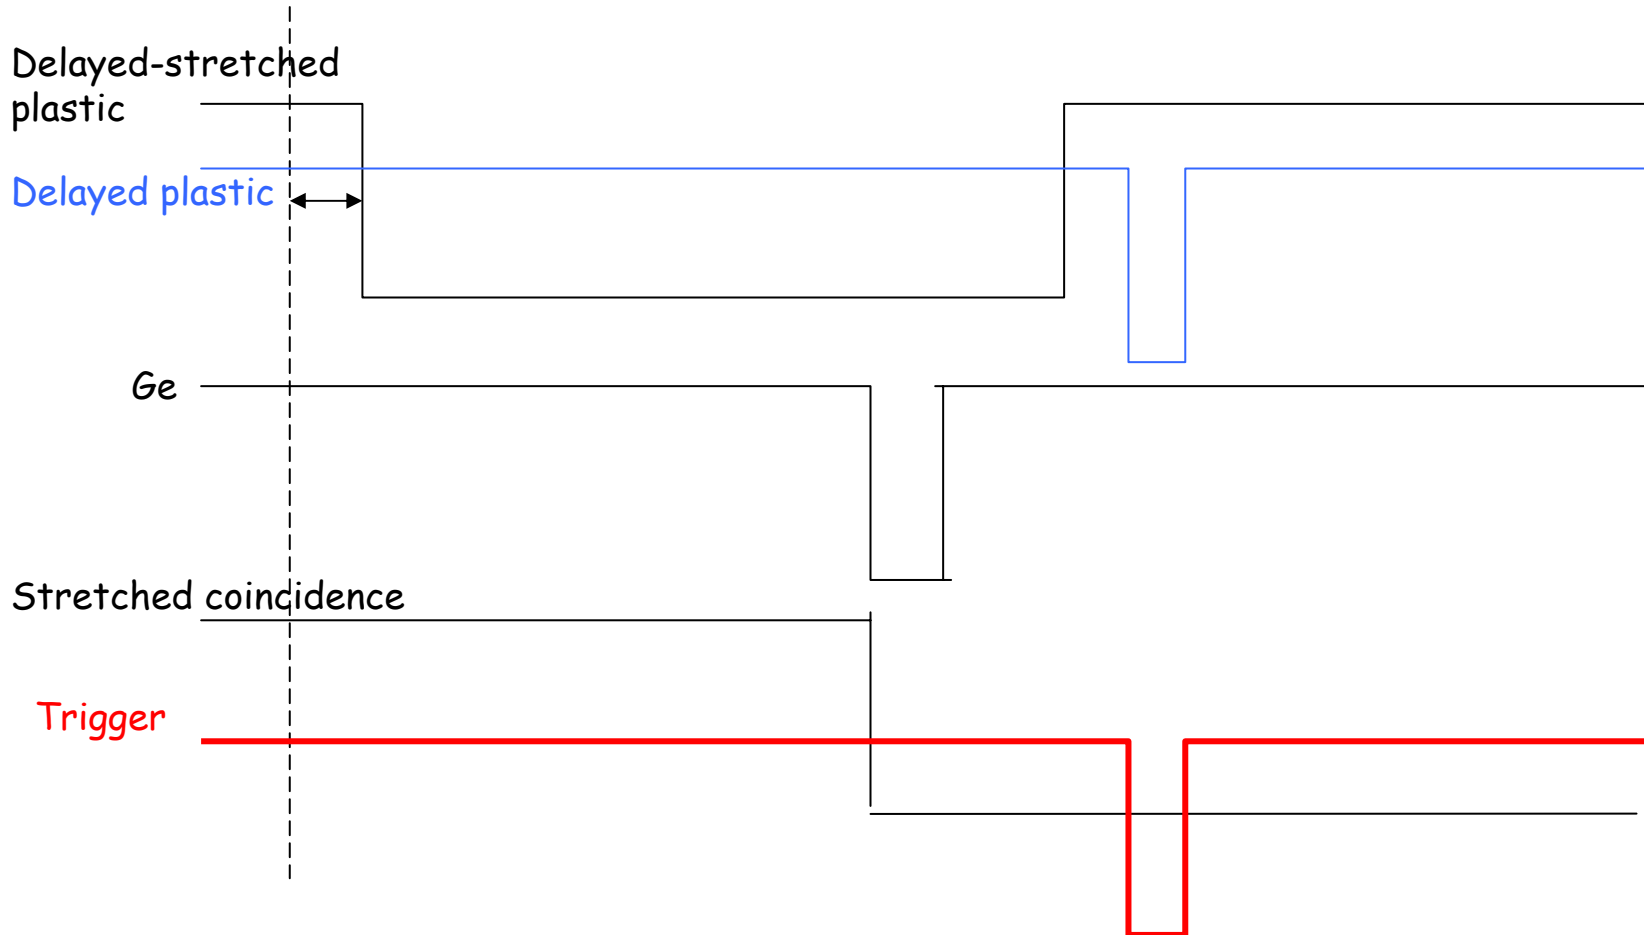 Delayed-stretched
plastic
Delayed plastic
Ge
Stretched coincidence
Trigger